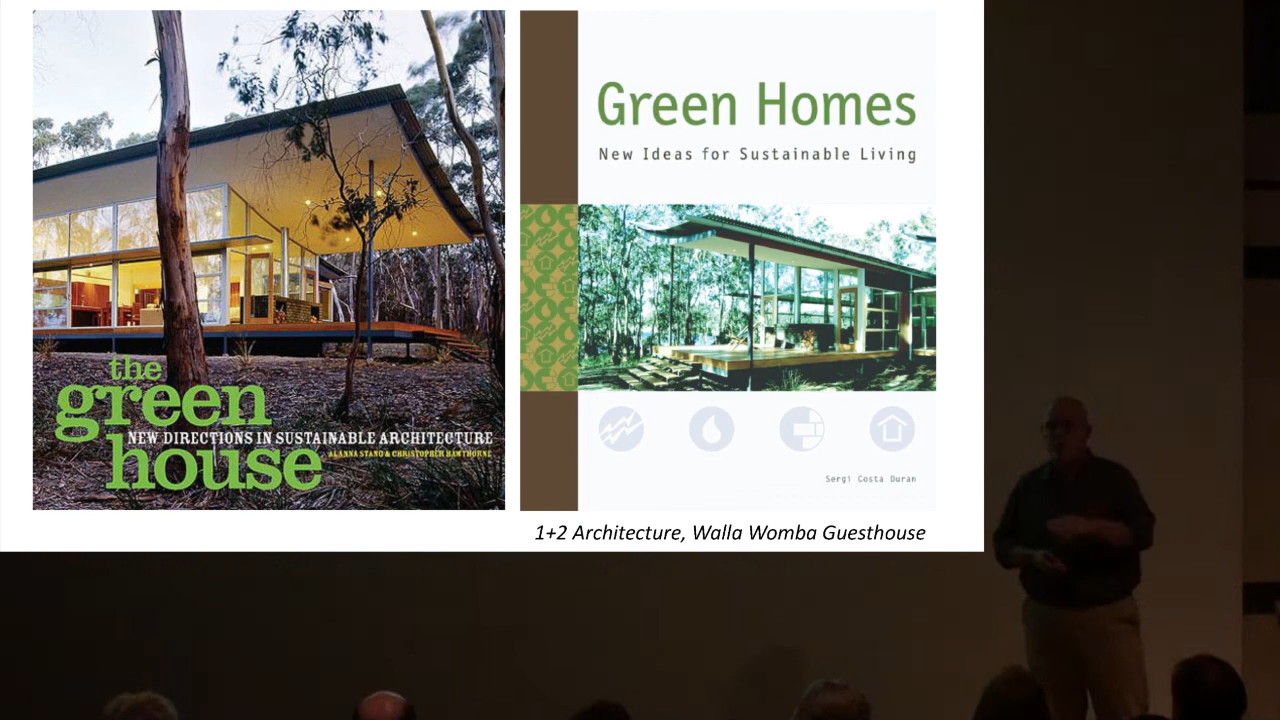 the
green
NEW DIRECTIONS IN SUSTAINABLE ARCHITECTURE
ALANNA STANG & CHRISTOPHER HAWTHORNE
house
Green Homes
New Ideas for Sustainable Living
Sergi Costa Duran
1+2 Architecture, Walla Womba Guesthouse